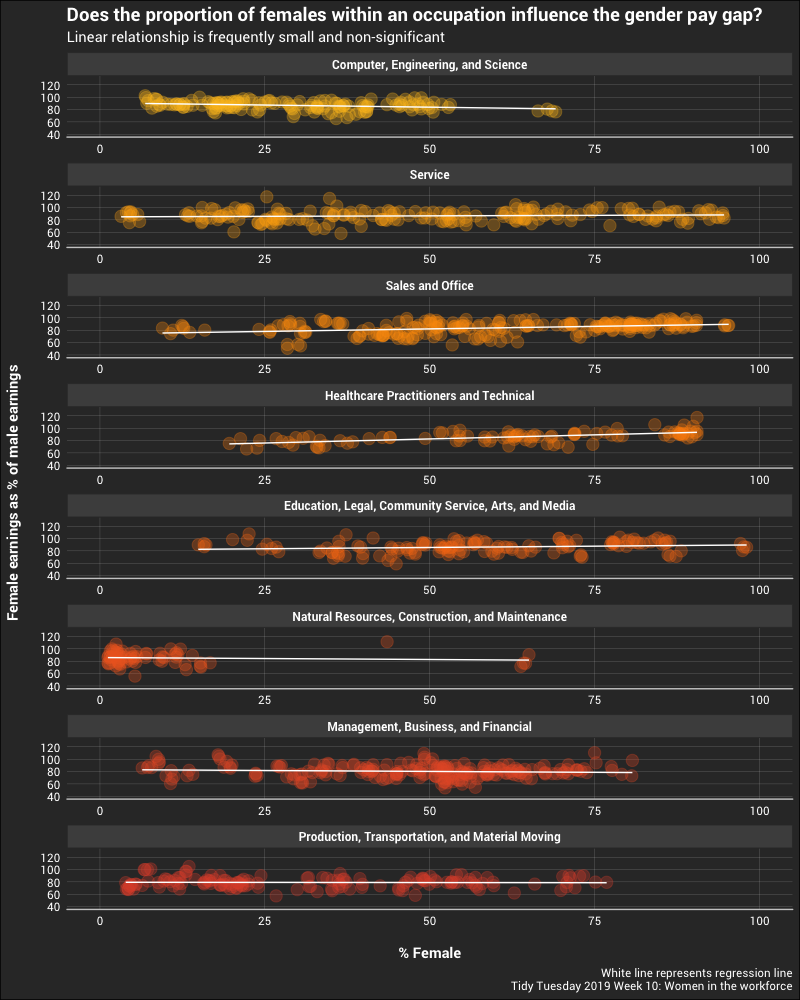 Does the proportion of females within an occupation influence the gender pay gap?
Linear relationship is frequently small and non-significant
Female earnings as % of male earnings
Computer, Engineering, and Science
120
100
80
60
40
0 25 50 75 100
Service
120
100
80
60
40
0 25 50 75 100
Sales and Office
120
100
80
60
40
0 25 50 75 100
Healthcare Practitioners and Technical
120
100
80
60
40
0 25 50 75 100
Education, Legal, Community Service, Arts, and Media
120
100
80
60
40
0 25 50 75 100
Natural Resources, Construction, and Maintenance
120
100
80
60
40
0 25 50 75 100
Management, Business, and Financial
120
100
80
60
40
0 25 50 75 100
Production, Transportation, and Material Moving
120
100
80
60
40
0 25 50 75 100
% Female
White line represents regression line
Tidy Tuesday 2019 Week 10: Women in the workforce